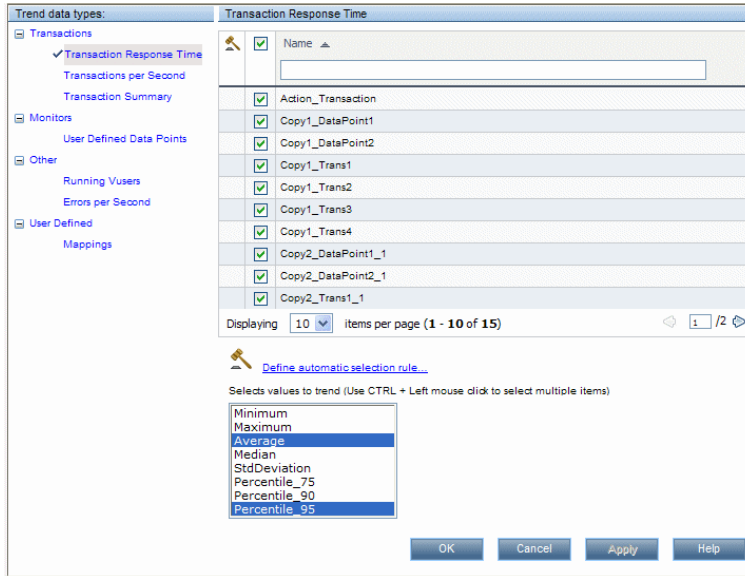 Trend data types:
Transactions
Transaction Response Time
Transactions per Second
Transaction Summary
Monitors
User Defined Data Points
Other
Running Vusers
Errors per Second
User Defined
Mappings
Transaction Response Time
Name
Action_Transaction
Copy1_DataPoint1
Copy1_DataPoint2
Copy1_Trans1
Copy1_Trans2
Copy1_Trans3
Copy1_Trans4
Copy2_DataPoint1_1
Copy2_DataPoint2_1
Copy2_Trans1_1
Displaying 10 items per page (1 - 10 of 15) 1 /2
Define automatic selection rule...
Selects values to trend (Use CTRL + Left mouse click to select multiple items)
Minimum
Maximum
Average
Median
StdDeviation
Percentile_75
Percentile_90
Percentile_95
OK Cancel Apply Help